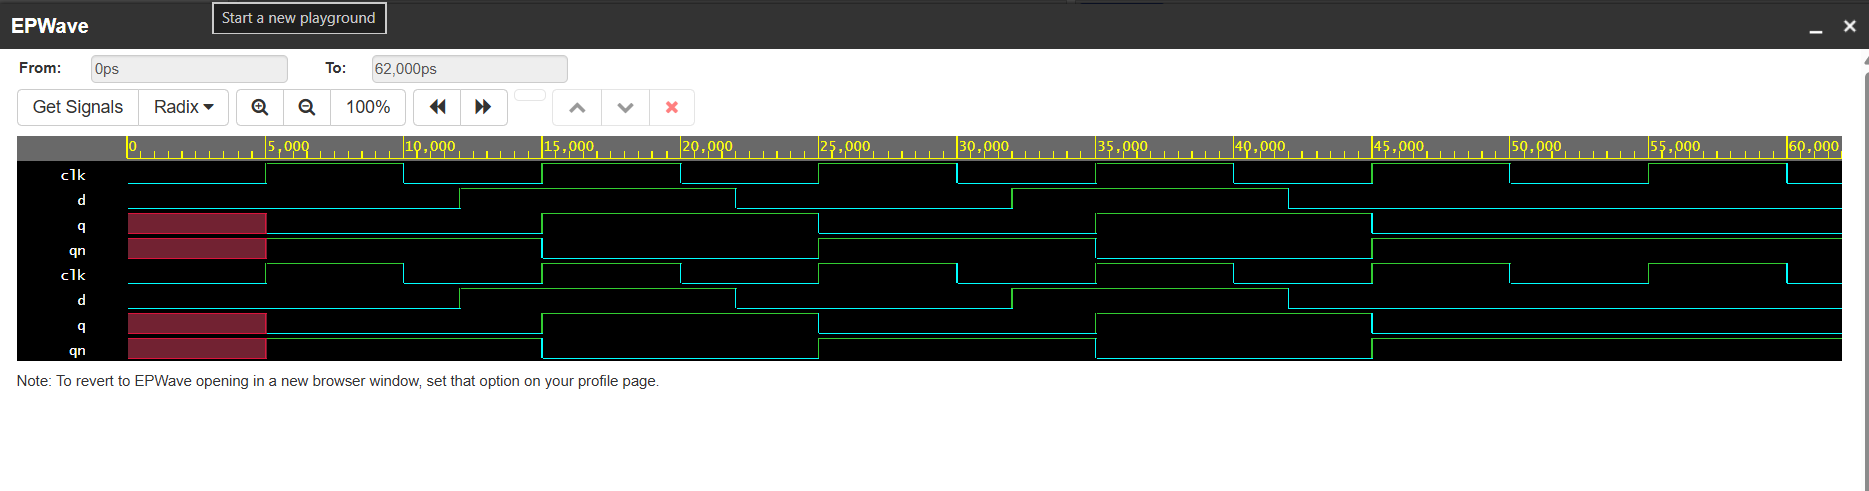 EPWave
Start a new playground
From: 0ps To: 62,000ps
Get Signals Radix 100%
0 5,000 10,000 15,000 20,000 25,000 30,000 35,000 40,000 45,000 50,000 55,000 60,000
clk
d
q
qn
clk
d
q
qn
Note: To revert to EPWave opening in a new browser window, set that option on your profile page.